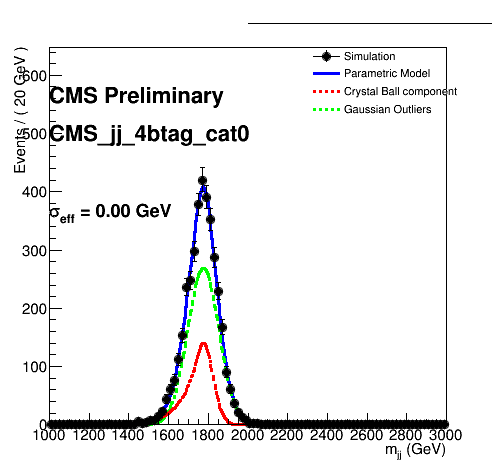 Simulation
Parametric Model
Crystal Ball component
Gaussian Outliers
Events / ( 20 GeV )
CMS Preliminary
CMS_jj_4btag_cat0
σeff = 0.00 GeV
600
500
400
300
200
100
0
1000 1200 1400 1600 1800 2000 2200 2400 2600 2800 3000
mjj (GeV)